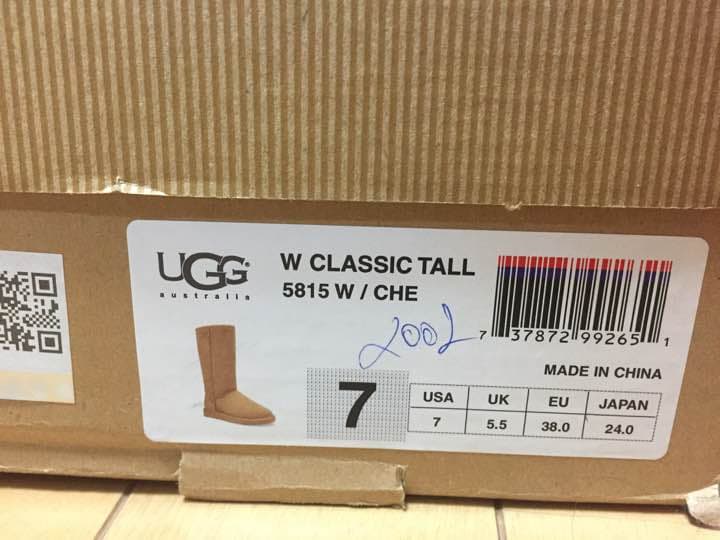 UGG®
australia
W CLASSIC TALL
5815 W / CHE
2002
7 37872 99265 1
MADE IN CHINA
7
USA UK EU JAPAN
7 5.5 38.0 24.0